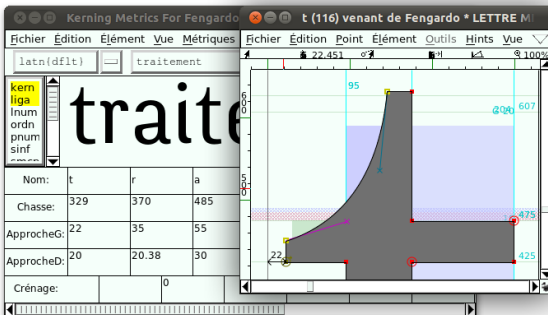 Kerning Metrics For Fengardo
Fichier Édition Élément Vue Métriques
latn{dflt} traitement
kern
liga
lnum
ordn
pnum
sinf
traite
Nom: t r a
Chasse: 329 370 485
ApprocheG: 22 35 55
ApprocheD: 20 20.38 30
Crénage: 0
t (116) venant de Fengardo * LETTRE MI
Fichier Édition Point Élément Outils Hints Vue
22,451 100%
95
607
475
22
425